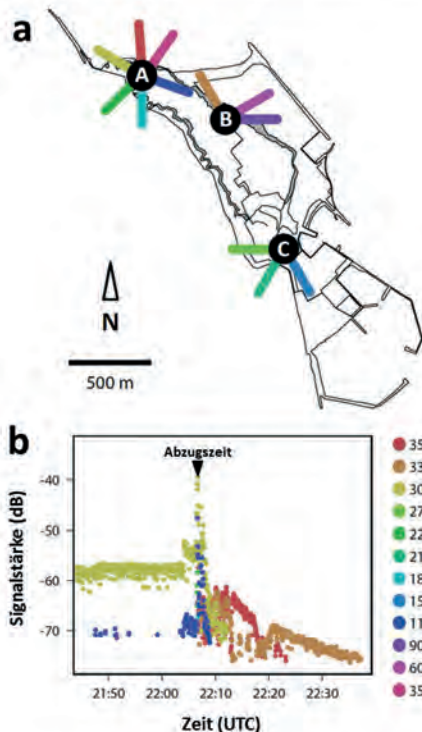 a
A
B
C
N
500 m
b
Abzugszeit
Signalstärke (dB)
-40
-50
-60
-70
21:50 22:00 22:10 22:20 22:30
Zeit (UTC)
35
33
30
27
22
21
18
15
11
90
60
35